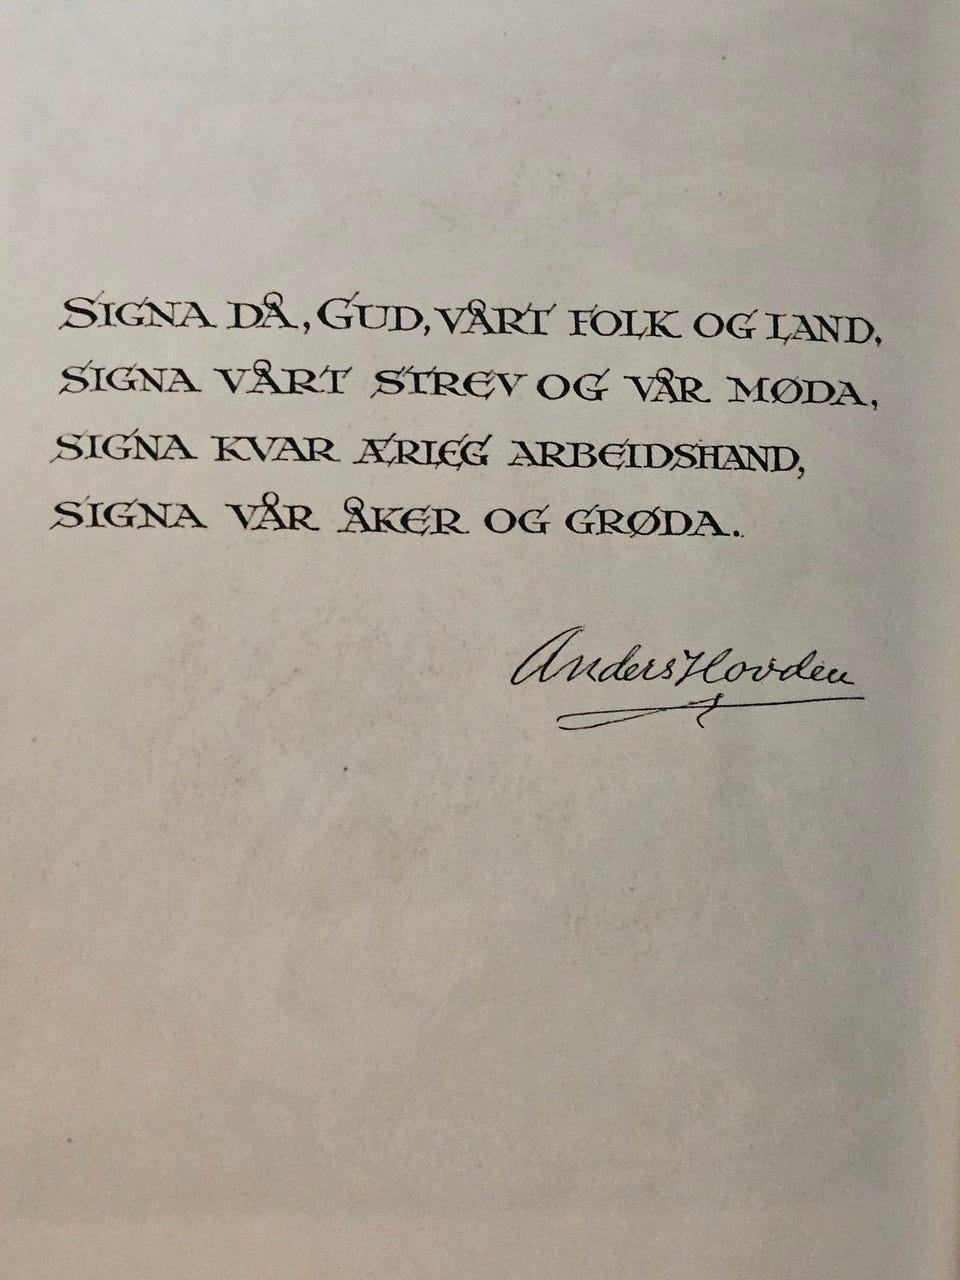 SIGNA DÅ, GUD, VÅRT FOLK OG LAND,
SIGNA VÅRT STREV OG VÅR MØDA,
SIGNA KVAR ÆRLEG ARBEIDSHAND,
SIGNA VÅR ÅKER OG GRØDA.
Anders Hovden